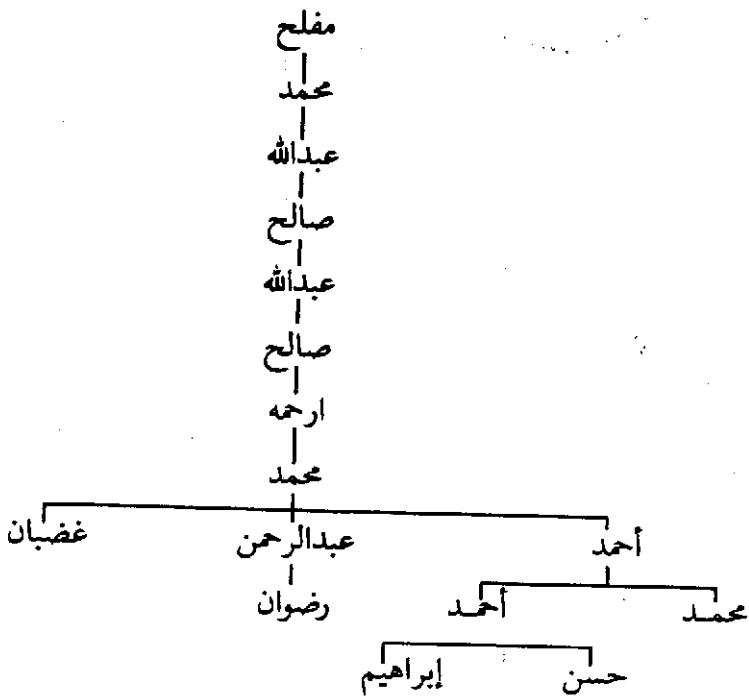 مفلح
محمد
عبدالله
صالح
عبدالله
صالح
ارحمه
محمد
أحمد عبدالرحمن غضبان
محمد أحمد رضوان
حسن إبراهيم